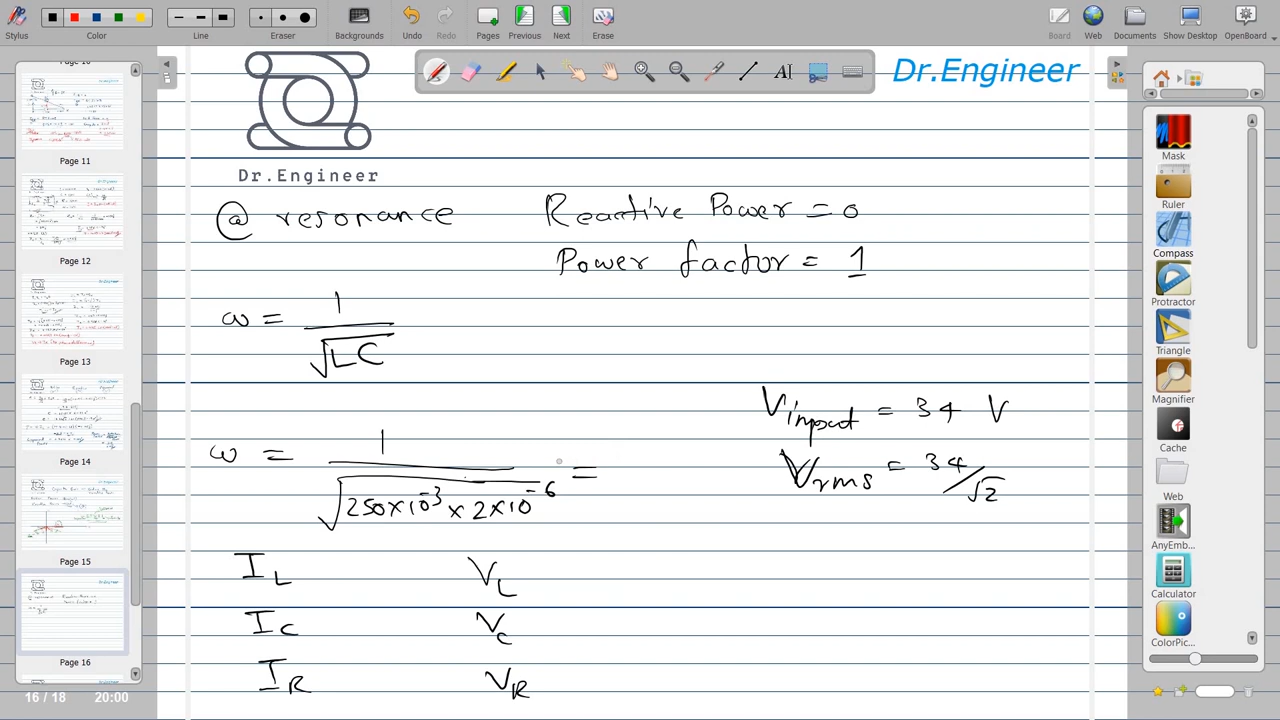 Stylus Color Line Eraser Backgrounds Undo Redo Pages Previous Next Erase Board Web Documents Show Desktop OpenBoard
Dr.Engineer
Dr.Engineer
@ resonance Reactive Power = 0
Power factor = 1
ω = 1/√LC
Vinput = 34 V
Vrms = 34/√2
ω = 1/√250×10⁻³ × 2×10⁻⁶ =
I_L V_L
I_C V_C
I_R V_R
Page 11
Page 12
Page 13
Page 14
Page 15
Page 16
16 / 18 20:00
Mask
Ruler
Compass
Protractor
Triangle
Magnifier
Cache
Web
AnyEmb...
Calculator
ColorPic...